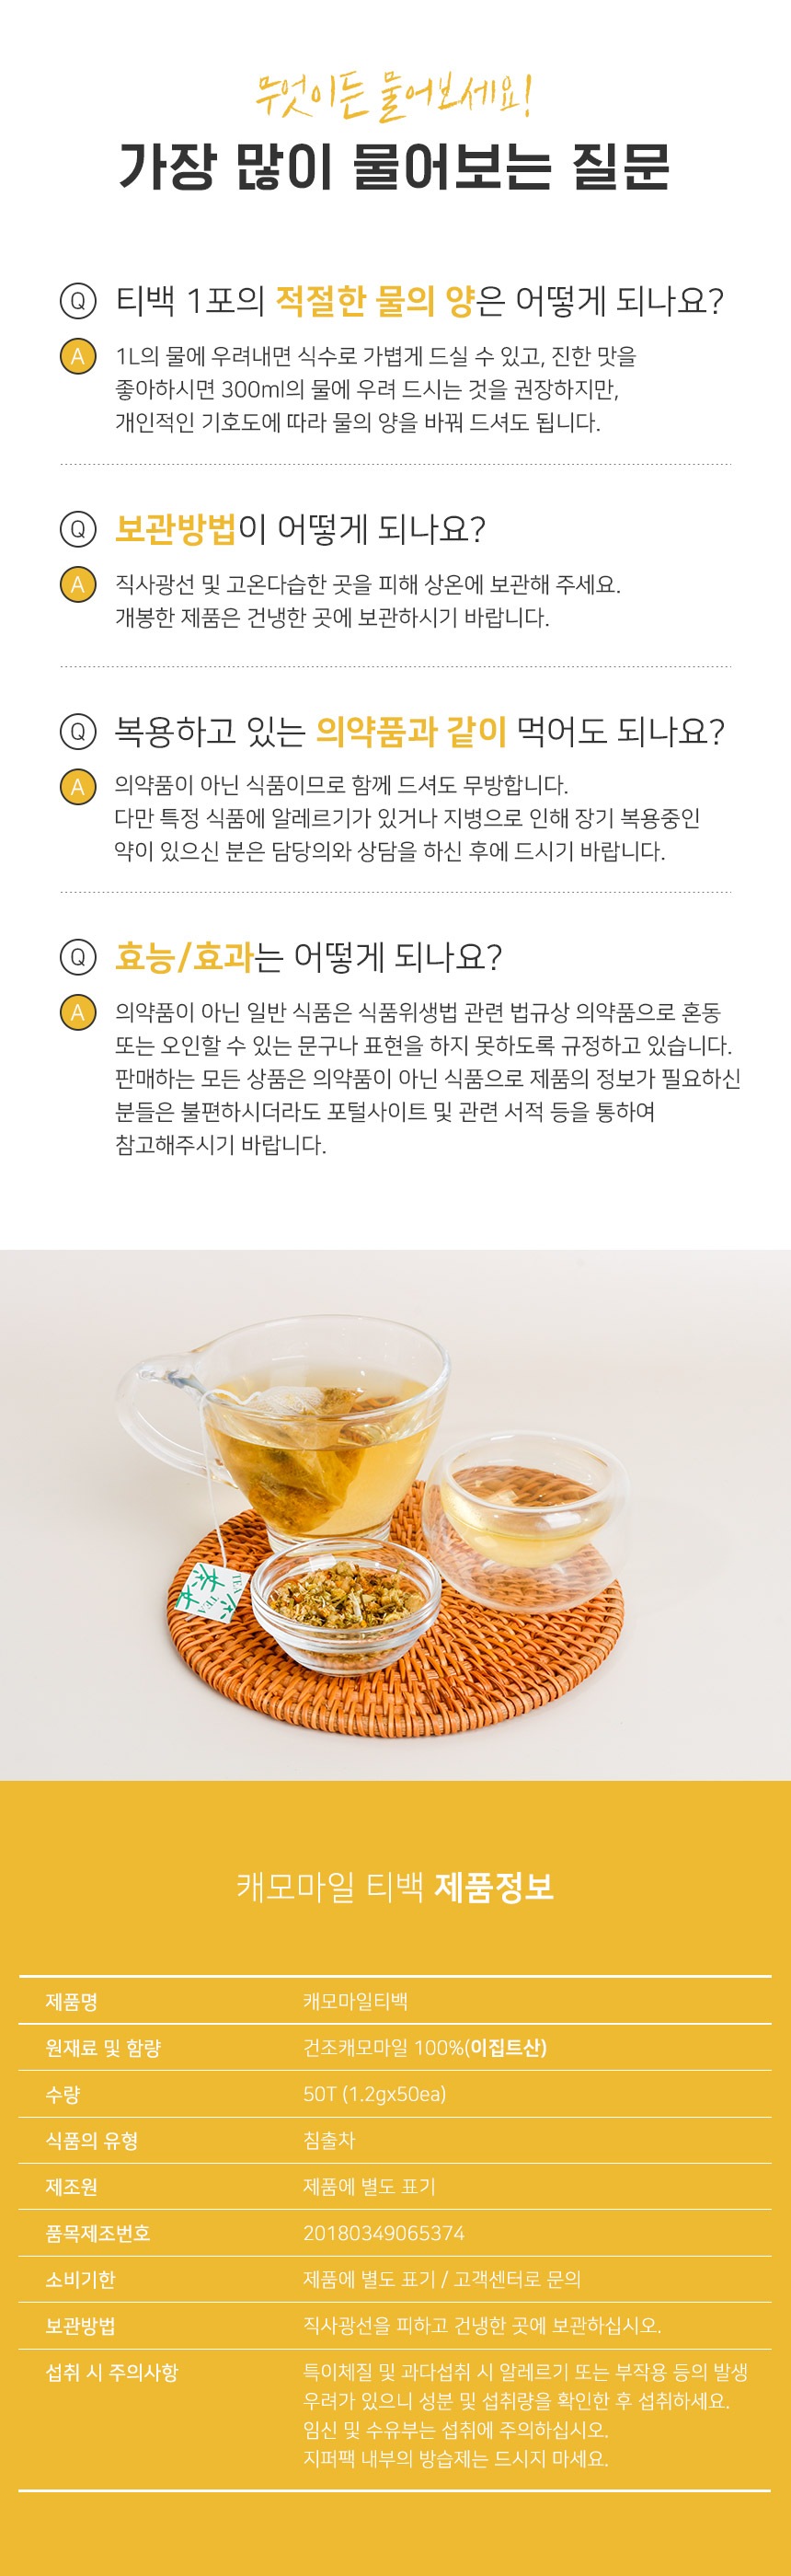 무엇이든 물어보세요!
가장 많이 물어보는 질문
Q 티백 1포의 적절한 물의 양은 어떻게 되나요?
A 1L의 물에 우려내면 식수로 가볍게 드실 수 있고, 진한 맛을
좋아하시면 300ml의 물에 우려 드시는 것을 권장하지만,
개인적인 기호도에 따라 물의 양을 바꿔 드셔도 됩니다.
Q 보관방법이 어떻게 되나요?
A 직사광선 및 고온다습한 곳을 피해 상온에 보관해 주세요.
개봉한 제품은 건냉한 곳에 보관하시기 바랍니다.
Q 복용하고 있는 의약품과 같이 먹어도 되나요?
A 의약품이 아닌 식품이므로 함께 드셔도 무방합니다.
다만 특정 식품에 알레르기가 있거나 지병으로 인해 장기 복용중인
약이 있으신 분은 담당의와 상담을 하신 후에 드시기 바랍니다.
Q 효능/효과는 어떻게 되나요?
A 의약품이 아닌 일반 식품은 식품위생법 관련 법규상 의약품으로 혼동
또는 오인할 수 있는 문구나 표현을 하지 못하도록 규정하고 있습니다.
판매하는 모든 상품은 의약품이 아닌 식품으로 제품의 정보가 필요하신
분들은 불편하시더라도 포털사이트 및 관련 서적 등을 통하여
참고해주시기 바랍니다.
캐모마일 티백 제품정보
제품명 캐모마일티백
원재료 및 함량 건조캐모마일 100%(이집트산)
수량 50T (1.2gx50ea)
식품의 유형 침출차
제조원 제품에 별도 표기
품목제조번호 20180349065374
소비기한 제품에 별도 표기 / 고객센터로 문의
보관방법 직사광선을 피하고 건냉한 곳에 보관하십시오.
섭취 시 주의사항 특이체질 및 과다섭취 시 알레르기 또는 부작용 등의 발생
우려가 있으니 성분 및 섭취량을 확인한 후 섭취하세요.
임신 및 수유부는 섭취에 주의하십시오.
지퍼팩 내부의 방습제는 드시지 마세요.